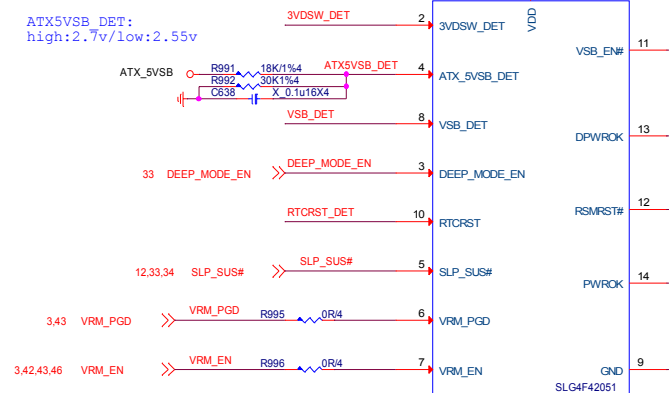 ATX5VSB_DET:
high:2.7v/low:2.55v
3VDSW_DET 2 3VDSW_DET VDD
VSB_EN# 11
ATX_5VSB R991 18K/1%4 ATX5VSB_DET 4 ATX_5VSB_DET
R992 30K1%4
C638 X_0.1u16X4
VSB_DET 8 VSB_DET
DPWROK 13
33 DEEP_MODE_EN DEEP_MODE_EN 3 DEEP_MODE_EN
RTCRST_DET 10 RTCRST
RSMRST# 12
12,33,34 SLP_SUS# SLP_SUS# 5 SLP_SUS#
PWROK 14
3,43 VRM_PGD VRM_PGD R995 0R/4 6 VRM_PGD
3,42,43,46 VRM_EN VRM_EN R996 0R/4 7 VRM_EN
GND 9
SLG4F42051